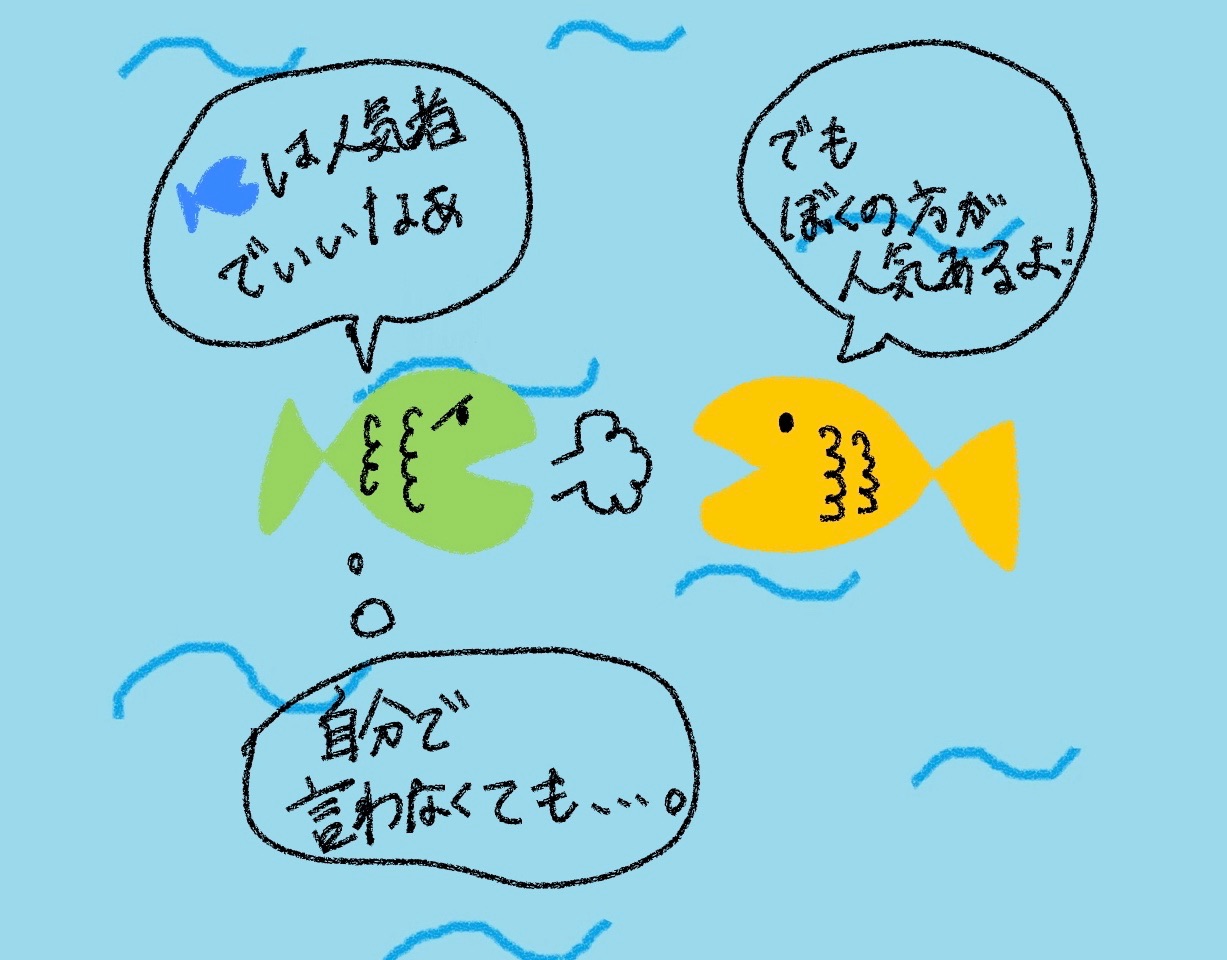 は人気者
でいいなあ
でも
ぼくの方が
人気あるよ!
自分で
言わなくても、、、。